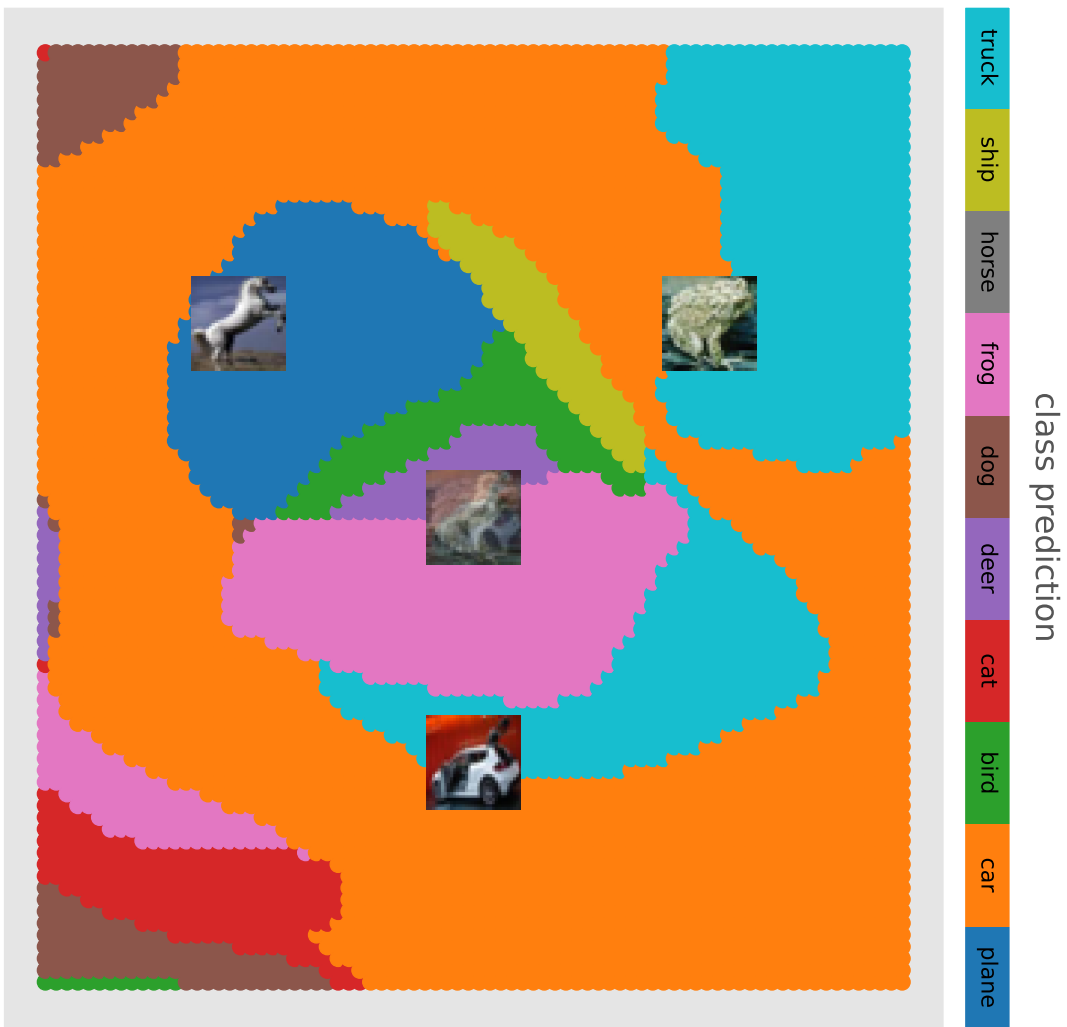 truck
ship
horse
frog
dog
deer
cat
bird
car
plane
class prediction